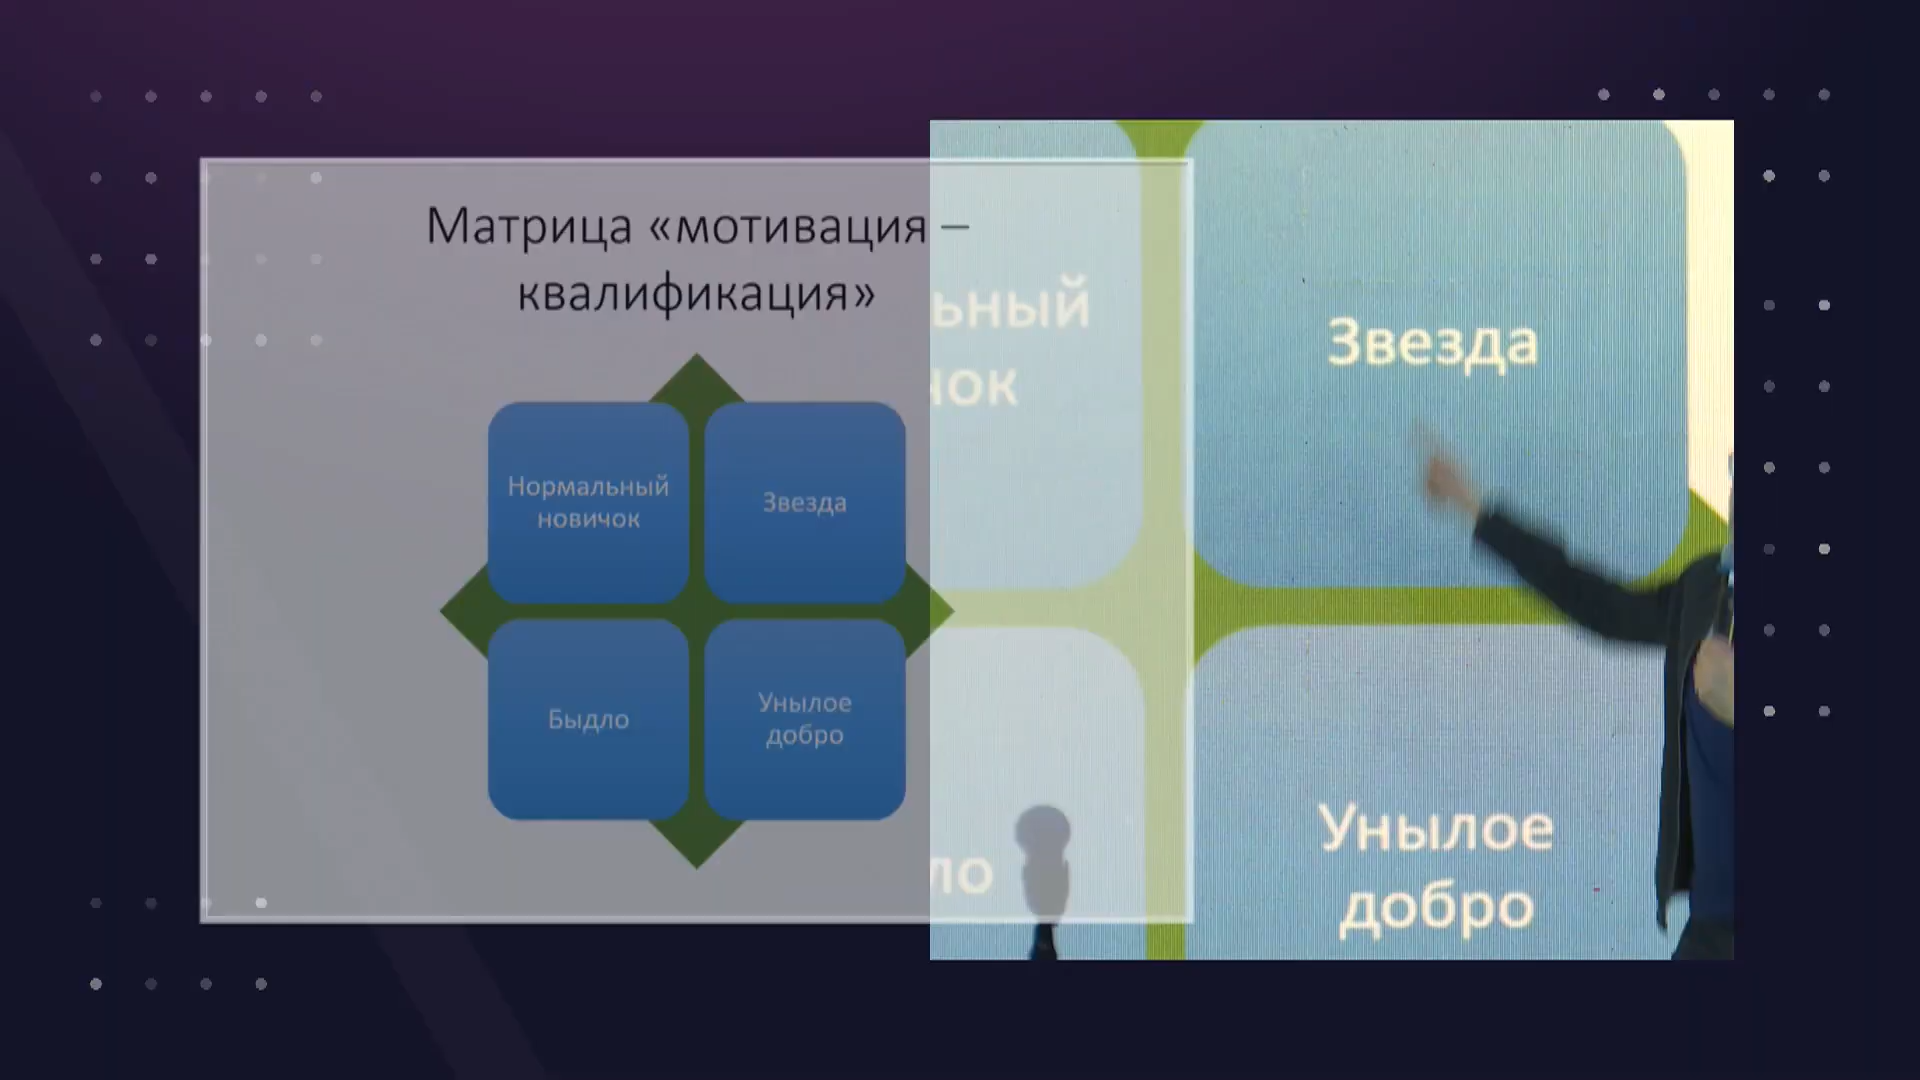 Матрица «мотивация –
квалификация»
Нормальный
новичок
Звезда
Быдло
Унылое
добро
ьный
чок
Звезда
ло
Унылое
добро